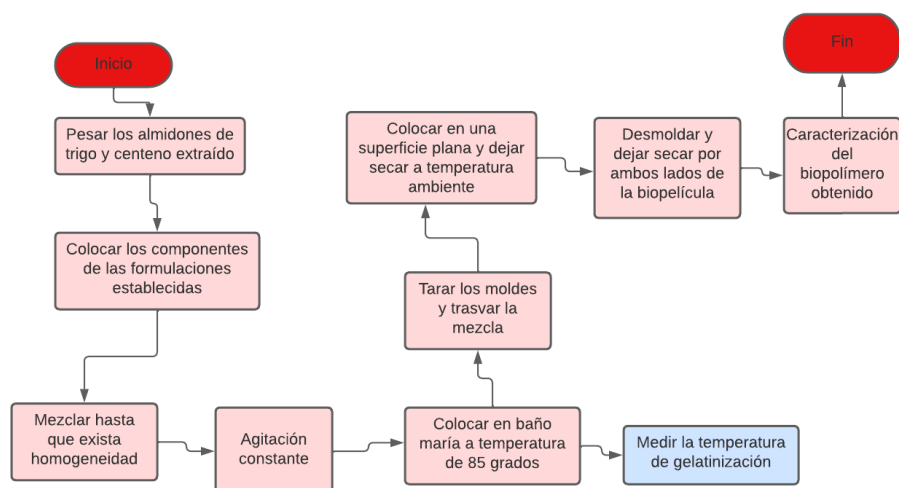 Inicio
Pesar los almidones de
trigo y centeno extraído
Colocar los componentes
de las formulaciones
establecidas
Mezclar hasta
que exista
homogeneidad
Agitación
constante
Colocar en baño
maría a temperatura
de 85 grados
Medir la temperatura
de gelatinización
Tarar los moldes
y trasvar la
mezcla
Colocar en una
superficie plana y dejar
secar a temperatura
ambiente
Desmoldar y
dejar secar por
ambos lados de
la biopelícula
Caracterización
del
biopolímero
obtenido
Fin